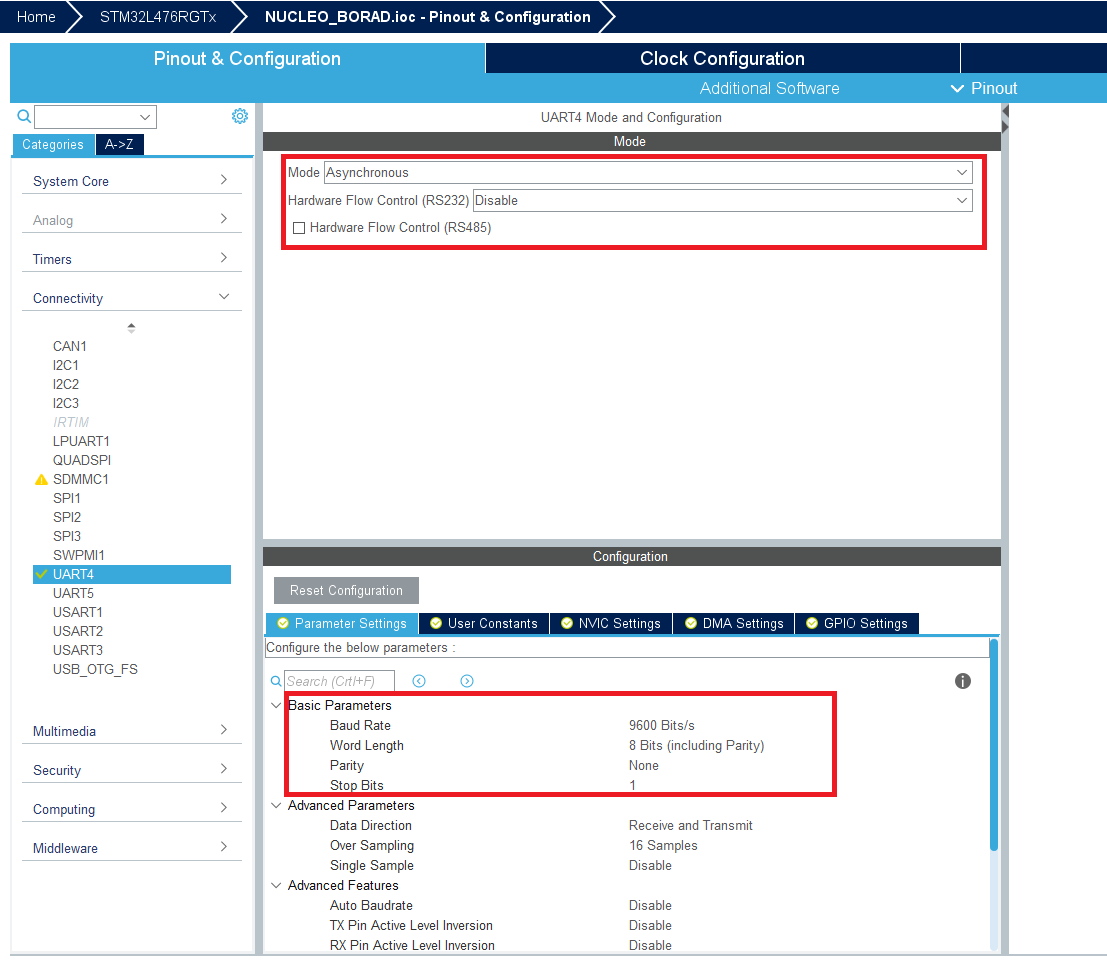 Home STM32L476RGTx NUCLEO_BORAD.ioc - Pinout & Configuration
Pinout & Configuration Clock Configuration
Additional Software Pinout
Categories A->Z
System Core
Analog
Timers
Connectivity
CAN1
I2C1
I2C2
I2C3
IRTIM
LPUART1
QUADSPI
SDMMC1
SPI1
SPI2
SPI3
SWPMI1
UART4
UART5
USART1
USART2
USART3
USB_OTG_FS
Multimedia
Security
Computing
Middleware
UART4 Mode and Configuration
Mode
Mode Asynchronous
Hardware Flow Control (RS232) Disable
Hardware Flow Control (RS485)
Configuration
Reset Configuration
Parameter Settings User Constants NVIC Settings DMA Settings GPIO Settings
Configure the below parameters :
Search (Crtl+F)
Basic Parameters
Baud Rate 9600 Bits/s
Word Length 8 Bits (including Parity)
Parity None
Stop Bits 1
Advanced Parameters
Data Direction Receive and Transmit
Over Sampling 16 Samples
Single Sample Disable
Advanced Features
Auto Baudrate Disable
TX Pin Active Level Inversion Disable
RX Pin Active Level Inversion Disable